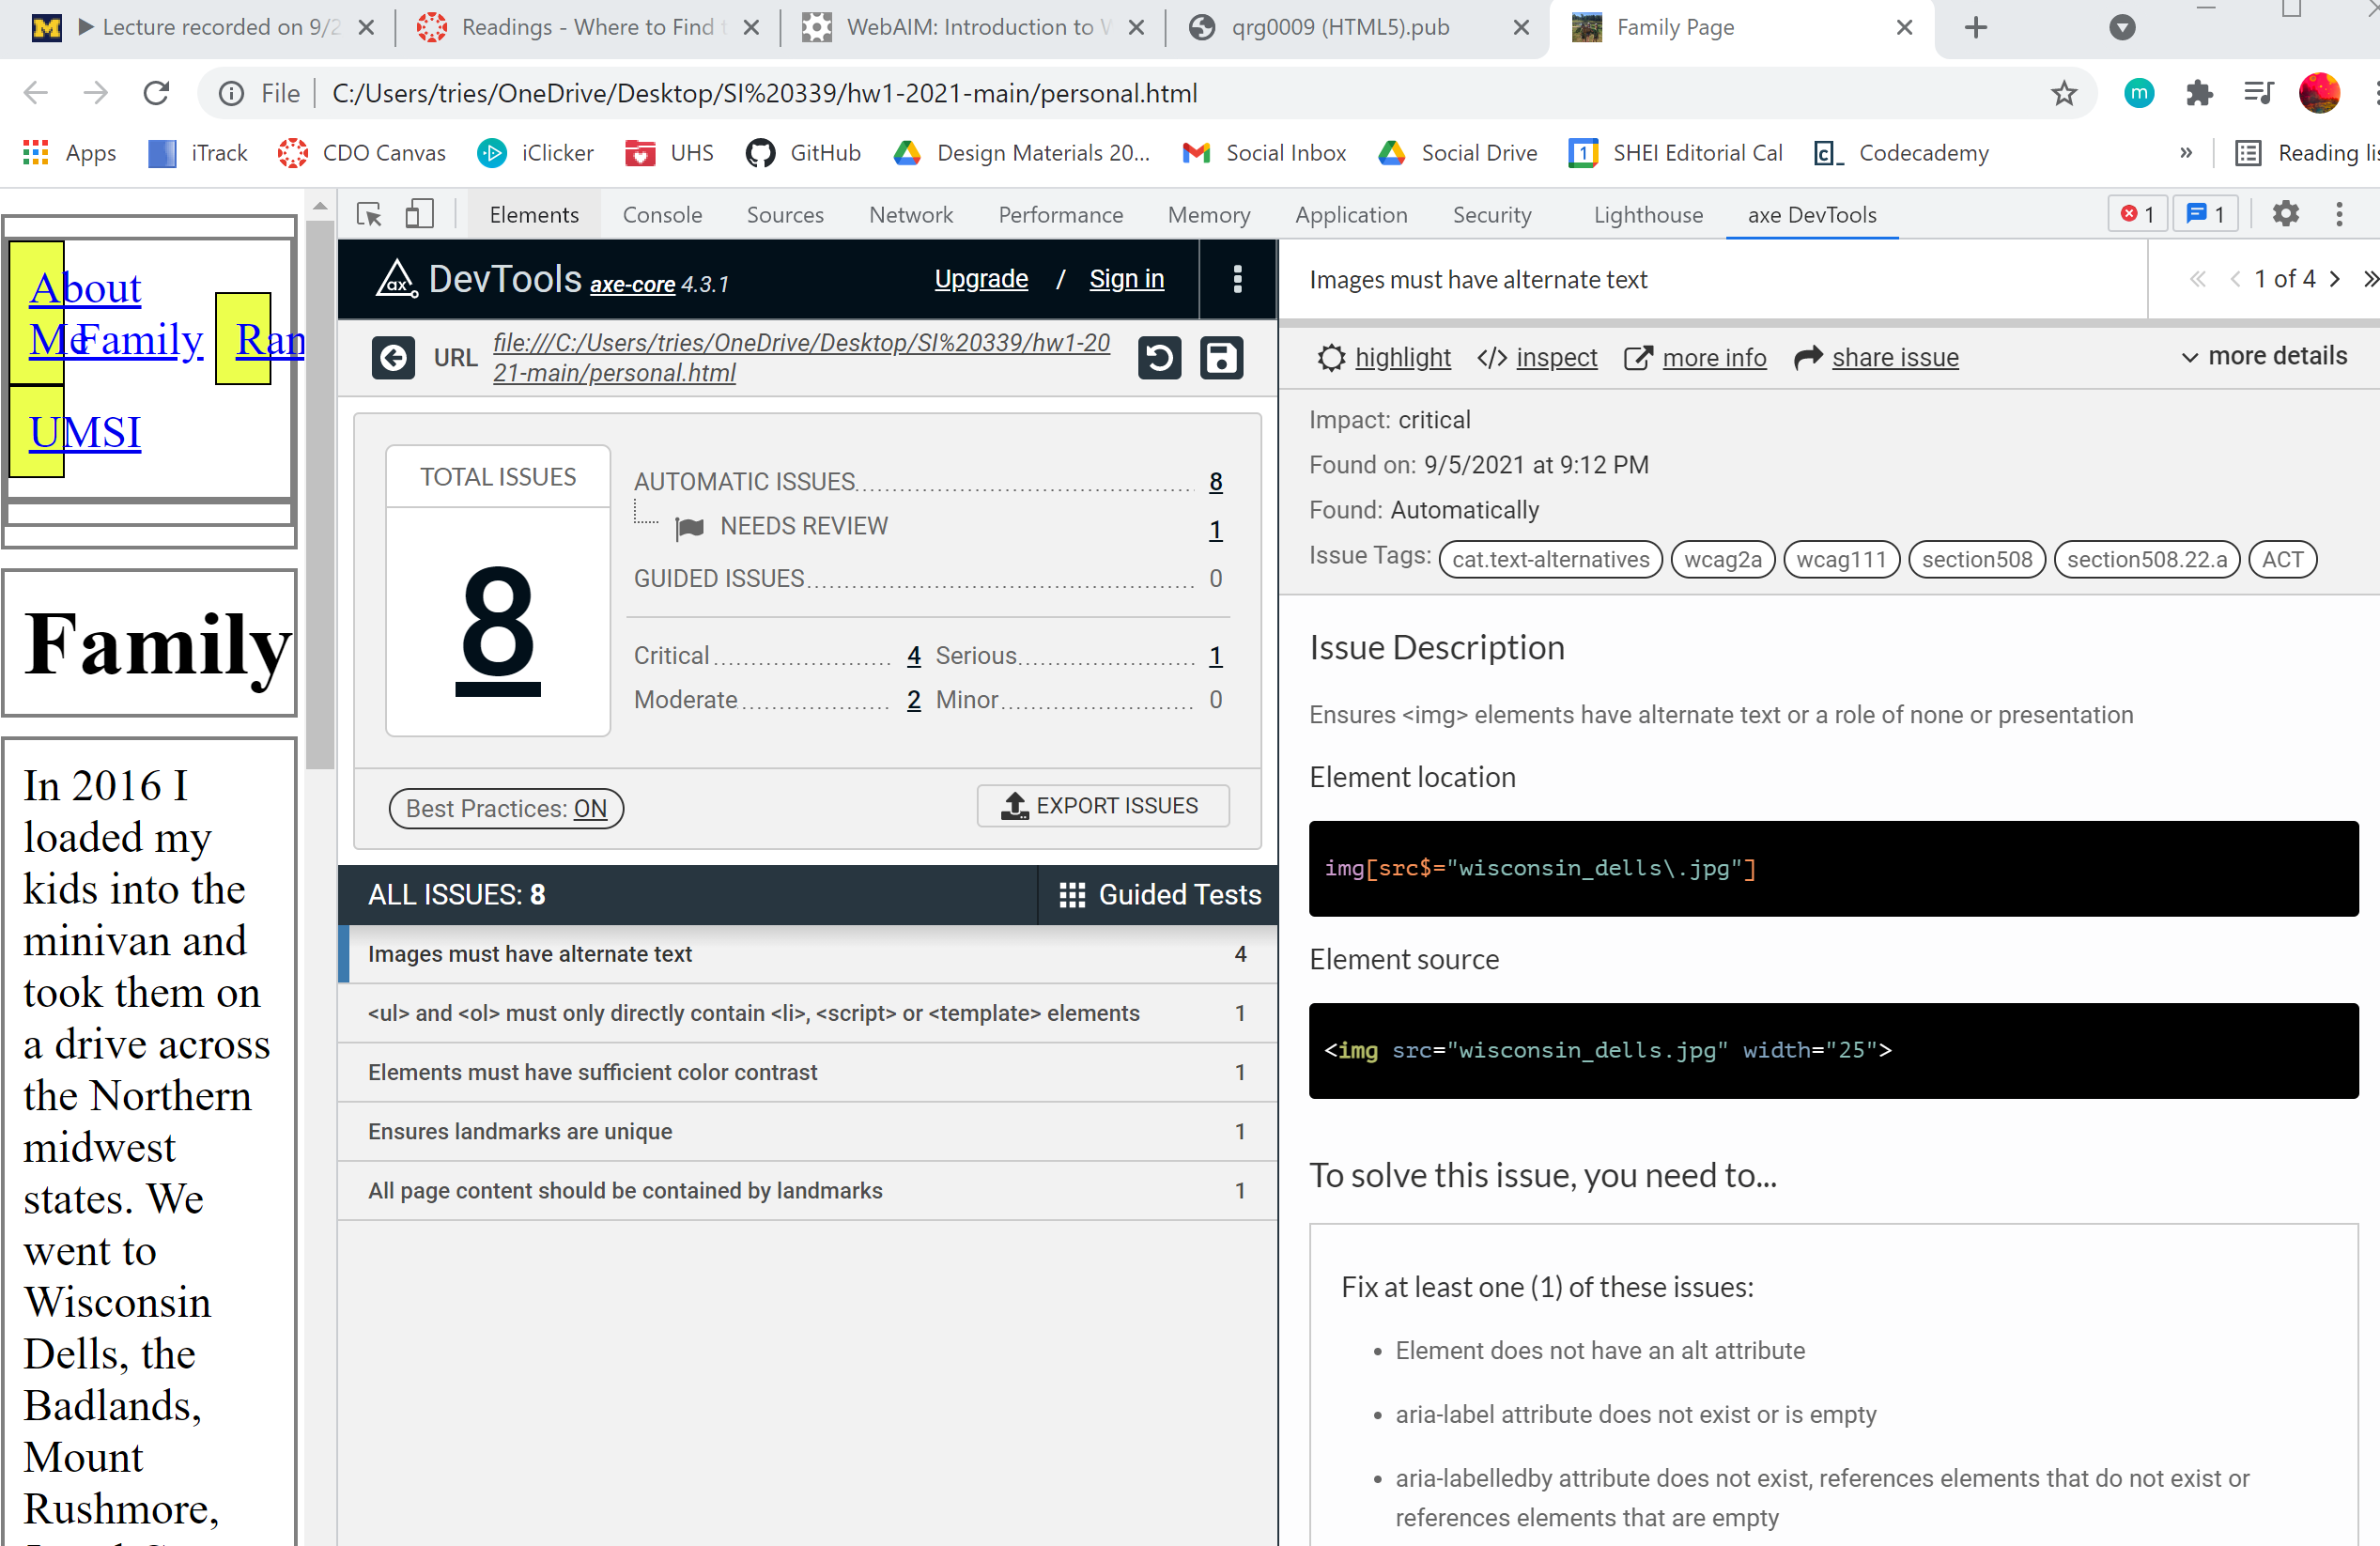 Lecture recorded on 9/2
Readings - Where to Find t
WebAIM: Introduction to W
qrg0009 (HTML5).pub
Family Page
File
C:/Users/tries/OneDrive/Desktop/SI%20339/hw1-2021-main/personal.html
m
Apps
iTrack
CDO Canvas
iClicker
UHS
GitHub
Design Materials 20...
Social Inbox
Social Drive
1
SHEI Editorial Cal
Codecademy
»
Reading lis
Elements
Console
Sources
Network
Performance
Memory
Application
Security
Lighthouse
axe DevTools
1
1
About
Me
Family
Ran
UMSI
Family
In 2016 I
loaded my
kids into the
minivan and
took them on
a drive across
the Northern
midwest
states. We
went to
Wisconsin
Dells, the
Badlands,
Mount
Rushmore,
ax DevTools axe-core 4.3.1
Upgrade / Sign in
URL
file:///C:/Users/tries/OneDrive/Desktop/SI%20339/hw1-20
21-main/personal.html
TOTAL ISSUES
8
AUTOMATIC ISSUES 8
NEEDS REVIEW 1
GUIDED ISSUES 0
Critical 4 Serious 1
Moderate 2 Minor 0
Best Practices: ON
EXPORT ISSUES
ALL ISSUES: 8
Guided Tests
Images must have alternate text 4
<ul> and <ol> must only directly contain <li>, <script> or <template> elements 1
Elements must have sufficient color contrast 1
Ensures landmarks are unique 1
All page content should be contained by landmarks 1
Images must have alternate text
1 of 4
highlight
</> inspect
more info
share issue
more details
Impact: critical
Found on: 9/5/2021 at 9:12 PM
Found: Automatically
Issue Tags: cat.text-alternatives wcag2a wcag111 section508 section508.22.a ACT
Issue Description
Ensures <img> elements have alternate text or a role of none or presentation
Element location
img[src$="wisconsin_dells\.jpg"]
Element source
<img src="wisconsin_dells.jpg" width="25">
To solve this issue, you need to...
Fix at least one (1) of these issues:
• Element does not have an alt attribute
• aria-label attribute does not exist or is empty
• aria-labelledby attribute does not exist, references elements that do not exist or
references elements that are empty